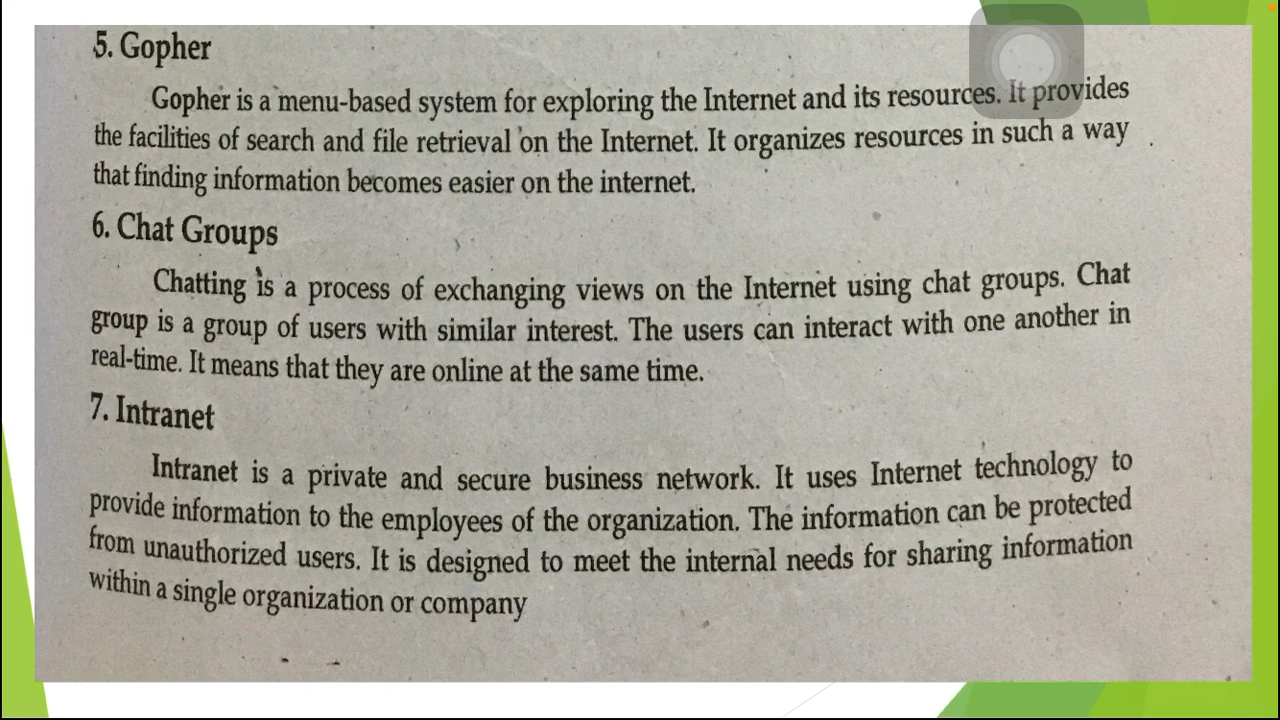 5. Gopher
Gopher is a menu-based system for exploring the Internet and its resources. It provides
the facilities of search and file retrieval on the Internet. It organizes resources in such a way
that finding information becomes easier on the internet.
6. Chat Groups
Chatting is a process of exchanging views on the Internet using chat groups. Chat
group is a group of users with similar interest. The users can interact with one another in
real-time. It means that they are online at the same time.
7. Intranet
Intranet is a private and secure business network. It uses Internet technology to
provide information to the employees of the organization. The information can be protected
from unauthorized users. It is designed to meet the internal needs for sharing information
within a single organization or company